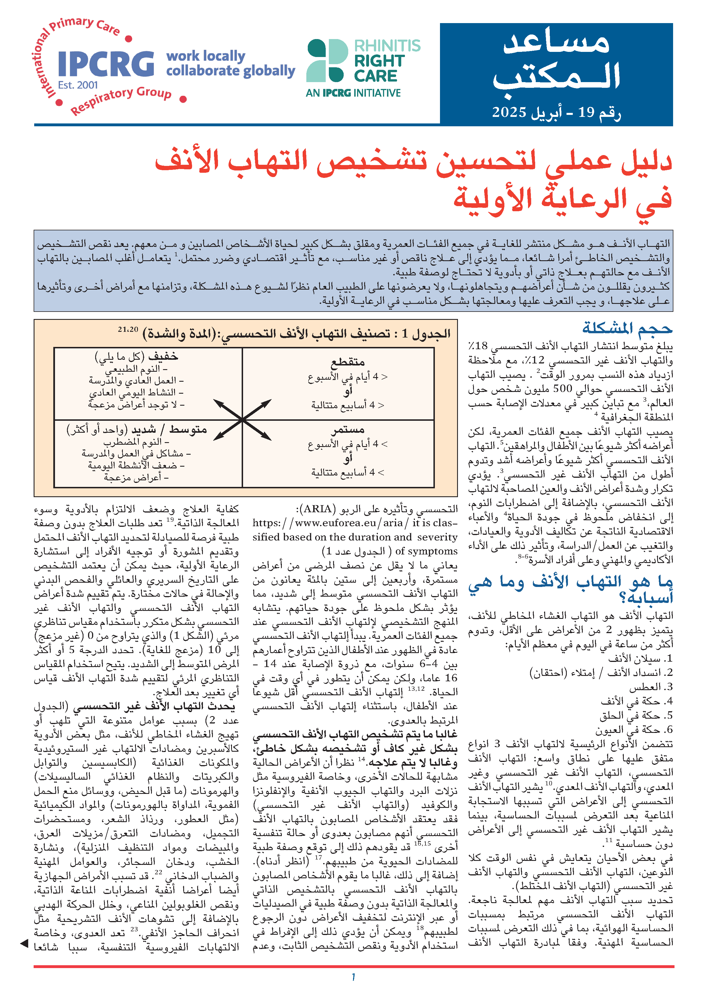 International Primary Care
IPCRG
Est. 2001
Respiratory Group
work locally
collaborate globally
RHINITIS
RIGHT
CARE
AN IPCRG INITIATIVE
مساعد
المكتب
رقم 19 - أبريل 2025
دليل عملي لتحسين تشخيص التهاب الأنف
في الرعاية الأولية
التهاب الأنف هو مشكل منتشر للغاية في جميع الفئات العمرية ومقلق بشكل كبير لحياة الأشخاص المصابين و من معهم. يعد نقص التشخيص
والتشخيص الخاطئ أمرا شائعا، مما يؤدي إلى علاج ناقص أو غير مناسب، مع تأثير اقتصادي وضرر محتمل.1 يتعامل أغلب المصابين بالتهاب
الأنف مع حالتهم بعلاج ذاتي أو بأدوية لا تحتاج لوصفة طبية.
كثيرون يقللون من شأن أعراضهم ويتجاهلونها، ولا يعرضونها على الطبيب العام نظرًا لشيوع هذه المشكلة، وتزامنها مع أمراض أخرى وتأثيرها
على علاجها، و يجب التعرف عليها ومعالجتها بشكل مناسب في الرعاية الأولية.
حجم المشكلة
يبلغ متوسط انتشار التهاب الأنف التحسسي 18٪
والتهاب الأنف غير التحسسي 12٪، مع ملاحظة
ازدياد هذه النسب بمرور الوقت2 . يصيب التهاب
الأنف التحسسي حوالي 500 مليون شخص حول
العالم،3 مع تباين كبير في معدلات الإصابة حسب
المنطقة الجغرافية 4
يصيب التهاب الأنف جميع الفئات العمرية، لكن
أعراضه أكثر شيوعًا بين الأطفال والمراهقين5. التهاب
الأنف التحسسي أكثر شيوعًا وأعراضه أشد وتدوم
أطول من التهاب الأنف غير التحسسي3. يؤدي
تكرار وشدة أعراض الأنف والعين المصاحبة لالتهاب
الأنف التحسسي، بالإضافة إلى اضطرابات النوم،
إلى انخفاض ملحوظ في جودة الحياة4 والأعباء
الاقتصادية الناتجة عن تكاليف الأدوية والعيادات،
والتغيب عن العمل/الدراسة، وتأثير ذلك على الأداء
الأكاديمي والمهني وعلى أفراد الأسرة6-8.
ما هو التهاب الأنف وما هي
أسبابه؟
التهاب الأنف هو التهاب الغشاء المخاطي للأنف،
يتميز بظهور 2 من الأعراض على الأقل، وتدوم
أكثر من ساعة في اليوم في معظم الأيام:
1. سيلان الأنف
2. انسداد الأنف / إمتلاء (احتقان)
3. العطس
4. حكة في الأنف
5. حكة في الحلق
6. حكة في العيون
تتضمن الأنواع الرئيسية لالتهاب الأنف 3 انواع
متفق عليها على نطاق واسع: التهاب الأنف
التحسسي، التهاب الأنف غير التحسسي وغير
المعدي، والتهاب الأنف المعدي.10 يشير التهاب الأنف
التحسسي إلى الأعراض التي تسببها الاستجابة
المناعية بعد التعرض لمسببات الحساسية، بينما
يشير التهاب الأنف غير التحسسي إلى الأعراض
دون حساسية 11.
في بعض الأحيان يتعايش في نفس الوقت كلا
النوعين، التهاب الأنف التحسسي والتهاب الأنف
غير التحسسي (التهاب الأنف المختلط).
تحديد سبب التهاب الأنف مهم لمعالجة ناجعة.
التهاب الأنف التحسسي مرتبط بمسببات
الحساسية الهوائية، بما في ذلك التعرض لمسببات
الحساسية المهنية. وفقا لمبادرة التهاب الأنف
الجدول 1 : تصنيف التهاب الأنف التحسسي:(المدة والشدة) 21،20
متقطع
< 4 أيام في الأسبوع
أو
< 4 أسابيع متتالية
خفيف (كل ما يلي)
- النوم الطبيعي
- العمل العادي والمدرسة
- النشاط اليومي العادي
- لا توجد أعراض مزعجة
مستمر
> 4 أيام في الأسبوع
أو
> 4 أسابيع متتالية
متوسط / شديد (واحد أو أكثر)
- النوم المضطرب
- مشاكل في العمل والمدرسة
- ضعف الأنشطة اليومية
- أعراض مزعجة
التحسسي وتأثيره على الربو (ARIA):
https://www.euforea.eu/aria/ it is clas-
sified based on the duration and severity
of symptoms ( الجدول عدد 1)
يعاني ما لا يقل عن نصف المرضى من أعراض
مستمرة، وأربعين إلى ستين بالمئة يعانون من
التهاب الأنف التحسسي متوسط إلى شديد، مما
يؤثر بشكل ملحوظ على جودة حياتهم. يتشابه
المنهج التشخيصي لإلتهاب الأنف التحسسي عند
جميع الفئات العمرية. يبدأ إلتهاب الأنف التحسسي
عادة في الظهور عند الأطفال الذين تتراوح أعمارهم
بين 4-6 سنوات، مع ذروة الإصابة عند 14 -
16 عاما، ولكن يمكن أن يتطور في أي وقت في
الحياة. 13,12 إلتهاب الأنف التحسسي أقل شيوعا
عند الأطفال، باستثناء إلتهاب الأنف التحسسي
المرتبط بالعدوى.
غالبا ما يتم تشخيص التهاب الأنف التحسسي
بشكل غير كاف أو تشخيصه بشكل خاطئ،
وغالبا لا يتم علاجه.14 نظرا أن الأعراض الحالية
مشابهة للحالات الأخرى، وخاصة الفيروسية مثل
نزلات البرد والتهاب الجيوب الأنفية والإنفلونزا
والكوفيد (والتهاب الأنف غير التحسسي)
فقد يعتقد الأشخاص المصابون بالتهاب الأنف
التحسسي أنهم مصابون بعدوى أو حالة تنفسية
أخرى 16,15 قد يقودهم ذلك إلى توقع وصفة طبية
للمضادات الحيوية من طبيبهم.17 (انظر أدناه).
إضافة إلى ذلك، غالبا ما يقوم الأشخاص المصابون
بالتهاب الأنف التحسسي بالتشخيص الذاتي
والمعالجة الذاتية بدون وصفة طبية في الصيدليات
أو عبر الإنترنت لتخفيف الأعراض دون الرجوع
لطبيبهم18 ويمكن أن يؤدي ذلك إلى الإفراط في
استخدام الأدوية ونقص التشخيص الثابت، وعدم
كفاية العلاج وضعف الالتزام بالأدوية وسوء
المعالجة الذاتية.19 تعد طلبات العلاج بدون وصفة
طبية فرصة للصيادلة لتحديد التهاب الأنف المحتمل
وتقديم المشورة أو توجيه الأفراد إلى استشارة
الرعاية الأولية، حيث يمكن أن يعتمد التشخيص
على التاريخ السريري والعائلي والفحص البدني
والإحالة في حالات مختارة. يتم تقييم شدة أعراض
التهاب الأنف التحسسي والتهاب الأنف غير
التحسسي بشكل متكرر بأستخدام مقياس تناظري
مرئي (الشكل 1) والذي يتراوح من 0 (غير مزعج)
إلى 10 (مزعج للغاية). تحدد الدرجة 5 أو أكثر
المرض المتوسط إلى الشديد. يتيح استخدام المقياس
التناظري المرئي لتقييم شدة التهاب الأنف قياس
أي تغيير بعد العلاج.
يحدث التهاب الأنف غير التحسسي (الجدول
عدد 2) بسبب عوامل متنوعة التي تلهب أو
تهيج الغشاء المخاطي للأنف، مثل بعض الأدوية
كالأسبرين ومضادات الالتهاب غير الستيروئيدية
والمكونات الغذائية (الكابسيسين والتوابل
والكبريتات والنظام الغذائي الساليسيلات)
والهرمونات (ما قبل الحيض، ووسائل منع الحمل
الفموية، المداواة بالهورمونات) والمواد الكيميائية
(مثل العطور، ورذاذ الشعر، ومستحضرات
التجميل، ومضادات التعرق/مزيلات العرق،
والمبيضات ومواد التنظيف المنزلية)، ونشارة
الخشب، ودخان السجائر، والعوامل المهنية
والضباب الدخاني 22. قد تسبب الأمراض الجهازية
أيضا أعراضا أنفية اضطرابات المناعة الذاتية،
ونقص الغلوبولين المناعي، وخلل الحركة الهدبي
بالإضافة إلى تشوهات الأنف التشريحية مثل
انحراف الحاجز الأنفي.23 تعد العدوى، وخاصة
الالتهابات الفيروسية التنفسية، سببا شائعا
1